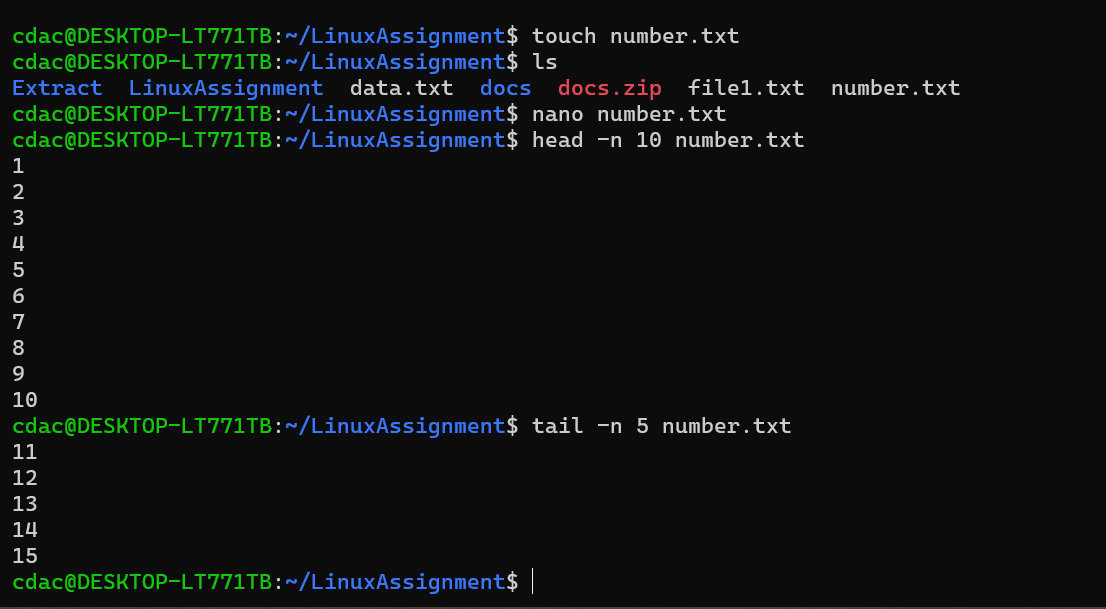 cdac@DESKTOP-LT771TB:~/LinuxAssignment$ touch number.txt
cdac@DESKTOP-LT771TB:~/LinuxAssignment$ ls
Extract  LinuxAssignment  data.txt  docs  docs.zip  file1.txt  number.txt
cdac@DESKTOP-LT771TB:~/LinuxAssignment$ nano number.txt
cdac@DESKTOP-LT771TB:~/LinuxAssignment$ head -n 10 number.txt
1
2
3
4
5
6
7
8
9
10
cdac@DESKTOP-LT771TB:~/LinuxAssignment$ tail -n 5 number.txt
11
12
13
14
15
cdac@DESKTOP-LT771TB:~/LinuxAssignment$